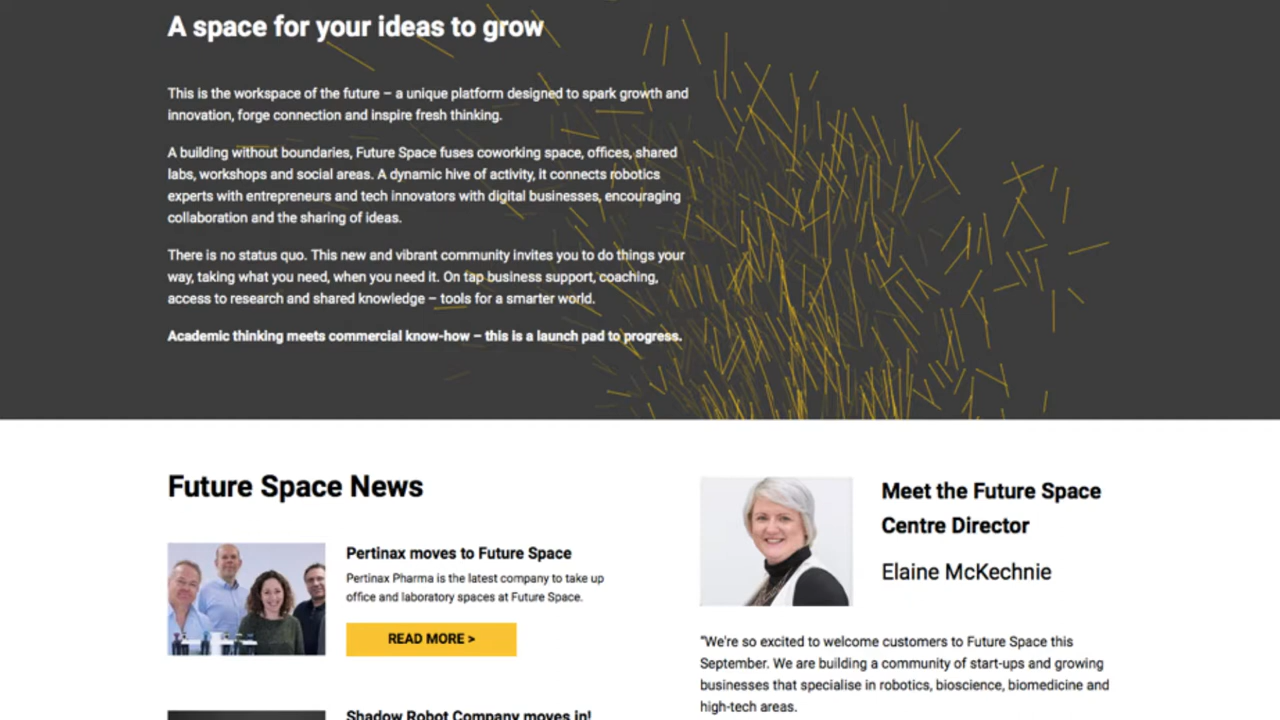 A space for your ideas to grow
This is the workspace of the future – a unique platform designed to spark growth and
innovation, forge connection and inspire fresh thinking.
A building without boundaries, Future Space fuses coworking space, offices, shared
labs, workshops and social areas. A dynamic hive of activity, it connects robotics
experts with entrepreneurs and tech innovators with digital businesses, encouraging
collaboration and the sharing of ideas.
There is no status quo. This new and vibrant community invites you to do things your
way, taking what you need, when you need it. On tap business support, coaching,
access to research and shared knowledge – tools for a smarter world.
Academic thinking meets commercial know-how – this is a launch pad to progress.
Future Space News
Pertinax moves to Future Space
Pertinax Pharma is the latest company to take up
office and laboratory spaces at Future Space.
READ MORE >
Shadow Robot Company moves in!
Meet the Future Space
Centre Director
Elaine McKechnie
“We're so excited to welcome customers to Future Space this
September. We are building a community of start-ups and growing
businesses that specialise in robotics, bioscience, biomedicine and
high-tech areas.